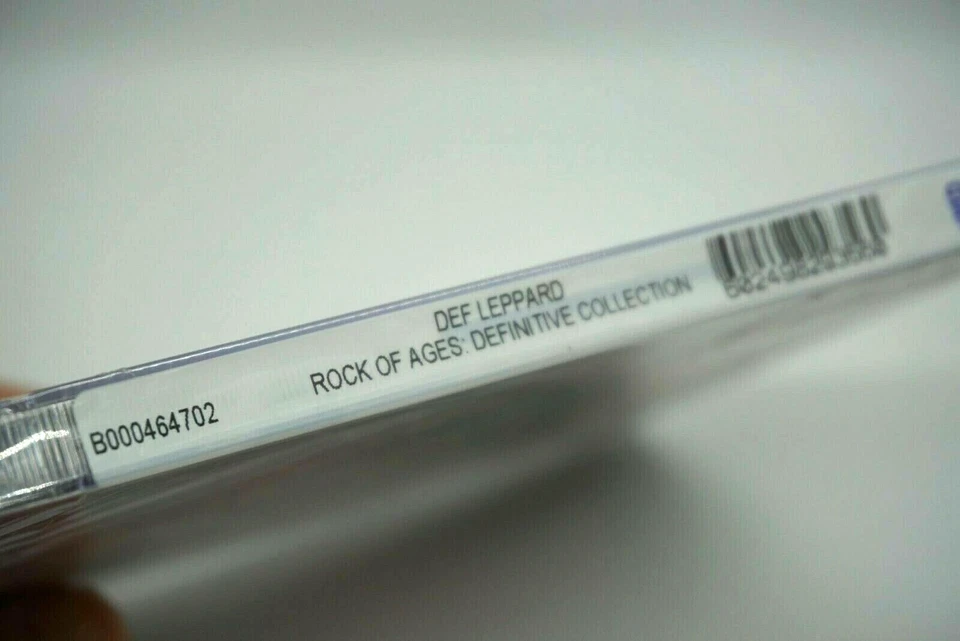 DEF LEPPARD
ROCK OF AGES: DEFINITIVE COLLECTION
B000464702